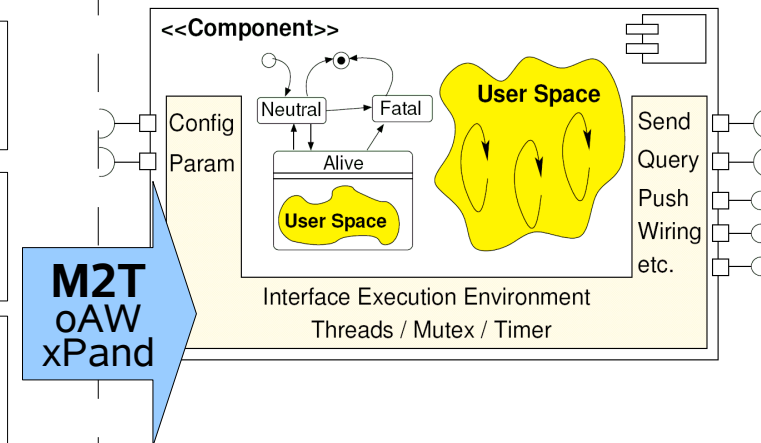 <<Component>>
Neutral
Fatal
Alive
User Space
User Space
Config
Param
Send
Query
Push
Wiring
etc.
Interface Execution Environment
Threads / Mutex / Timer
M2T
oAW
xPand